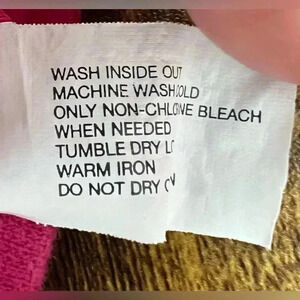 WASH INSIDE OUT
MACHINE WASH COLD
ONLY NON-CHLORINE BLEACH
WHEN NEEDED
TUMBLE DRY
WARM IRON
DO NOT DRY